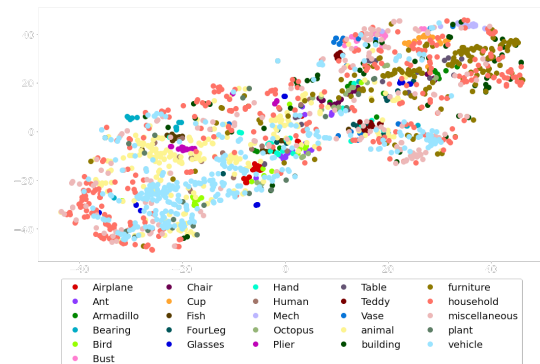 40
20
0
−20
−40
−40 −20 0 20 40
Airplane Chair Hand Table furniture
Ant Cup Human Teddy household
Armadillo Fish Mech Vase miscellaneous
Bearing FourLeg Octopus animal plant
Bird Glasses Plier building vehicle
Bust